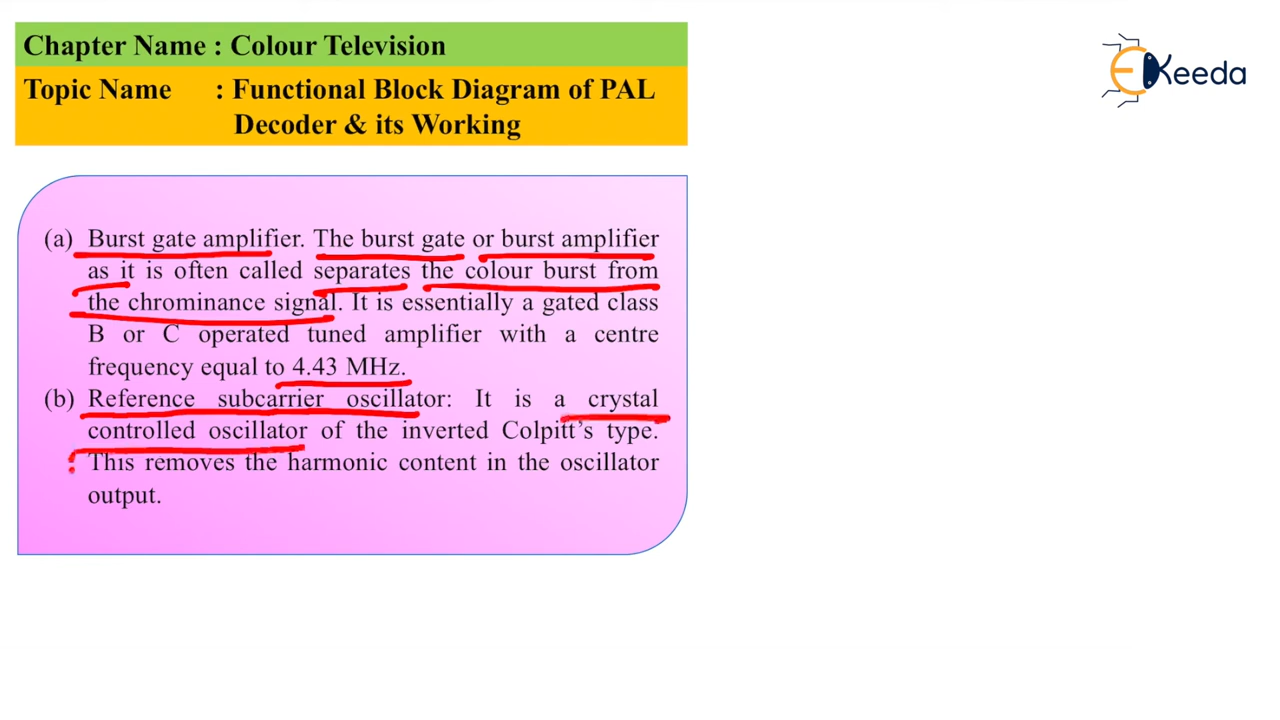 Chapter Name : Colour Television
Topic Name : Functional Block Diagram of PAL
Decoder & its Working
EKeeda
(a) Burst gate amplifier. The burst gate or burst amplifier
as it is often called separates the colour burst from
the chrominance signal. It is essentially a gated class
B or C operated tuned amplifier with a centre
frequency equal to 4.43 MHz.
(b) Reference subcarrier oscillator: It is a crystal
controlled oscillator of the inverted Colpitt's type.
This removes the harmonic content in the oscillator
output.